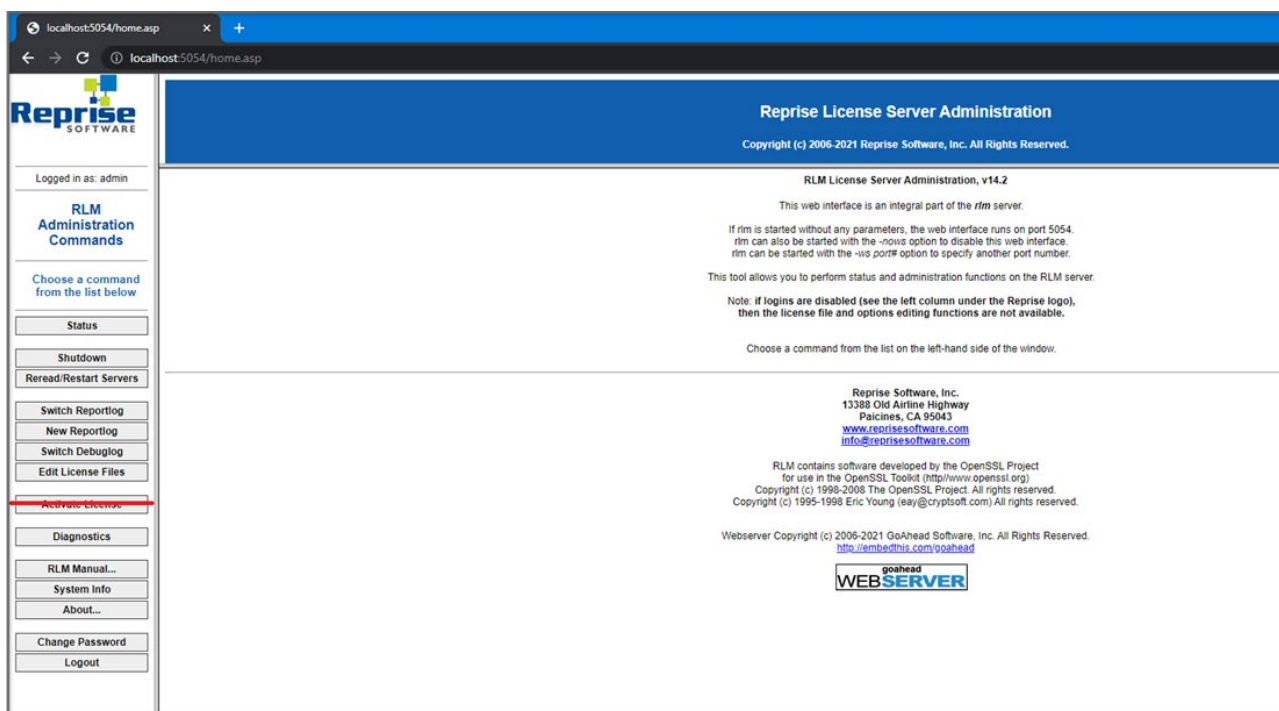 localhost:5054/home.asp
localhost:5054/home.asp
Reprise
SOFTWARE
Logged in as: admin
RLM
Administration
Commands
Choose a command
from the list below
Status
Shutdown
Reread/Restart Servers
Switch Reportlog
New Reportlog
Switch Debuglog
Edit License Files
Activate License
Diagnostics
RLM Manual...
System Info
About...
Change Password
Logout
Reprise License Server Administration
Copyright (c) 2006-2021 Reprise Software, Inc. All Rights Reserved.
RLM License Server Administration, v14.2
This web interface is an integral part of the rlm server.
If rlm is started without any parameters, the web interface runs on port 5054.
rlm can also be started with the -nows option to disable this web interface.
rlm can be started with the -ws port# option to specify another port number.
This tool allows you to perform status and administration functions on the RLM server.
Note: if logins are disabled (see the left column under the Reprise logo),
then the license file and options editing functions are not available.
Choose a command from the list on the left-hand side of the window.
Reprise Software, Inc.
13388 Old Airline Highway
Paicines, CA 95043
www.reprisesoftware.com
info@reprisesoftware.com
RLM contains software developed by the OpenSSL Project
for use in the OpenSSL Toolkit (http//www.openssl.org)
Copyright (c) 1998-2008 The OpenSSL Project. All rights reserved.
Copyright (c) 1995-1998 Eric Young (eay@cryptsoft.com) All rights reserved.
Webserver Copyright (c) 2006-2021 GoAhead Software, Inc. All Rights Reserved.
http://embedthis.com/goahead
goahead
WEBSERVER